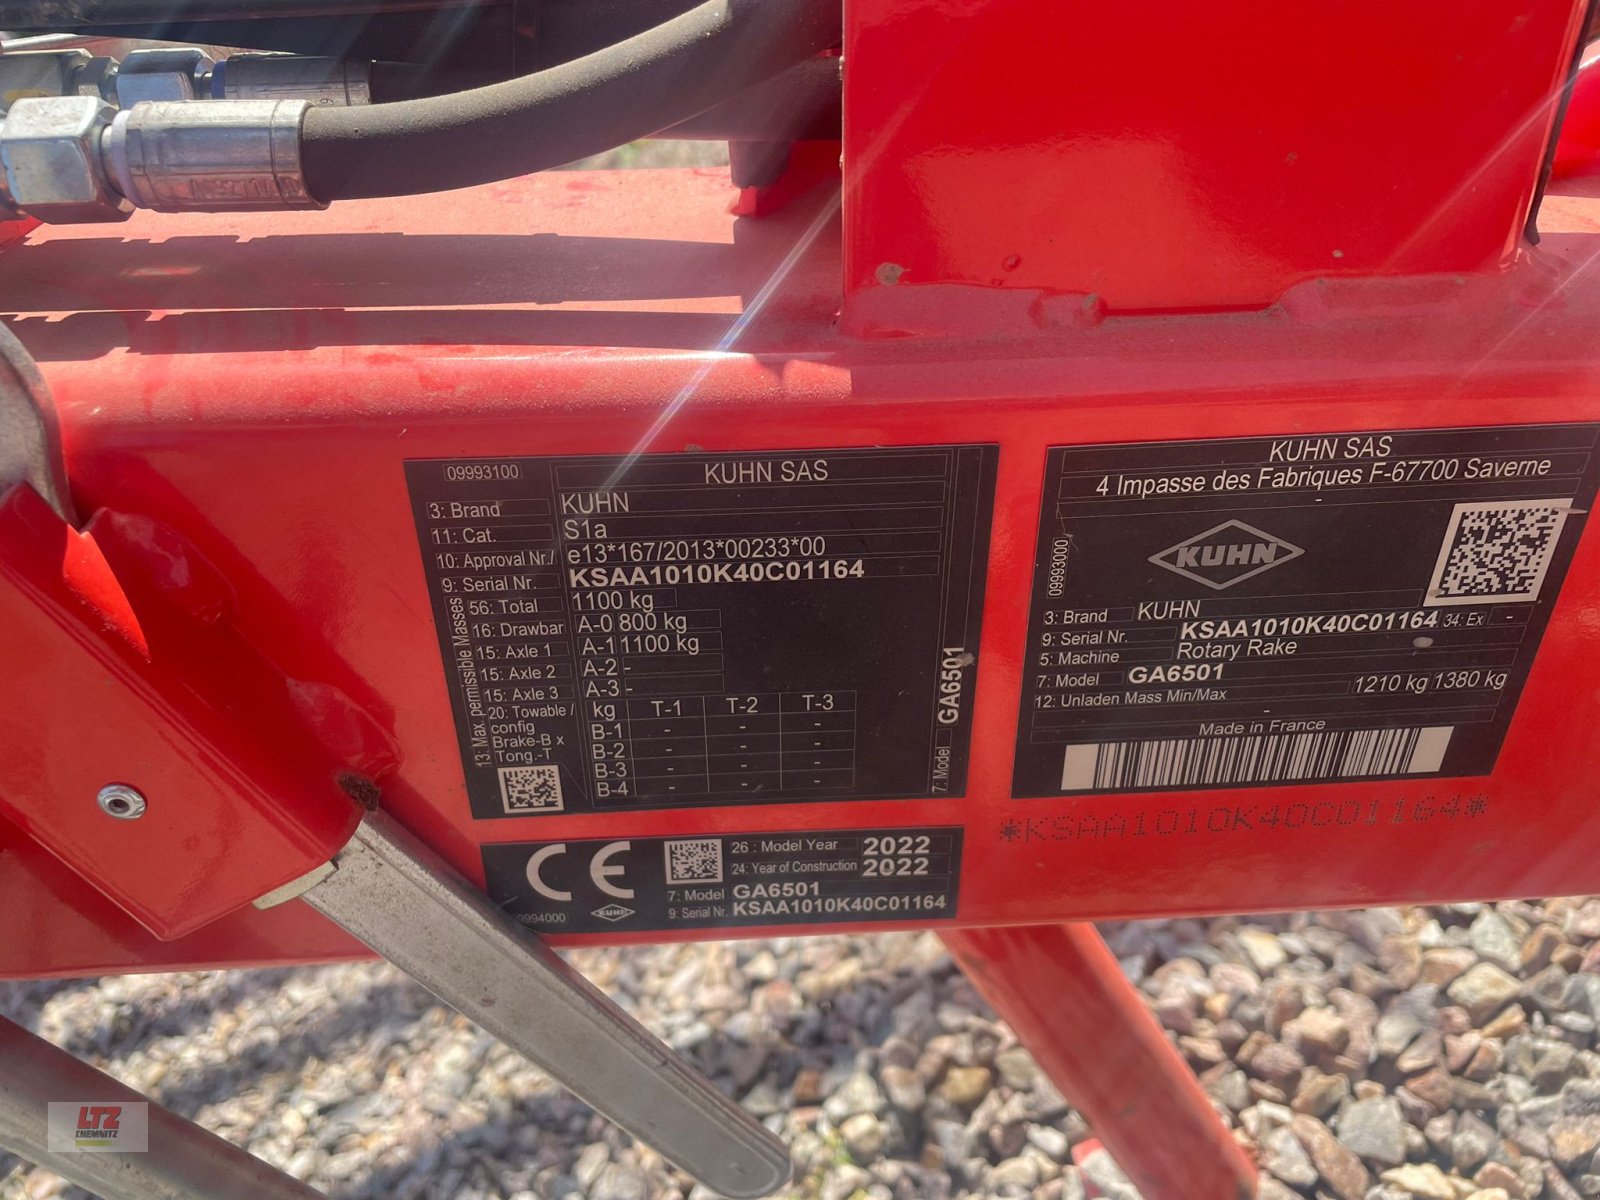 09993100
KUHN SAS
3: Brand KUHN
11: Cat. S1a
10: Approval Nr./ e13*167/2013*00233*00
9: Serial Nr. KSAA1010K40C01164
13: Max. permissible Masses
56: Total 1100 kg
16: Drawbar A-0 800 kg
15: Axle 1 A-1 1100 kg
15: Axle 2 A-2 -
15: Axle 3 A-3 -
20: Towable / config Brake-B x Tong.-T
kg T-1 T-2 T-3
B-1 - - -
B-2 - - -
B-3 - - -
B-4 - - -
7: Model GA6501
KUHN SAS
4 Impasse des Fabriques F-67700 Saverne
-
KUHN
09993000
3: Brand KUHN
9: Serial Nr. KSAA1010K40C01164 34: Ex -
5: Machine Rotary Rake
7: Model GA6501
12: Unladen Mass Min/Max 1210 kg 1380 kg
-
Made in France
*KSAA1010K40C01164*
CE
26 : Model Year 2022
24: Year of Construction 2022
7: Model GA6501
9: Serial Nr. KSAA1010K40C01164
KUHN
09994000
LTZ
CHEMNITZ